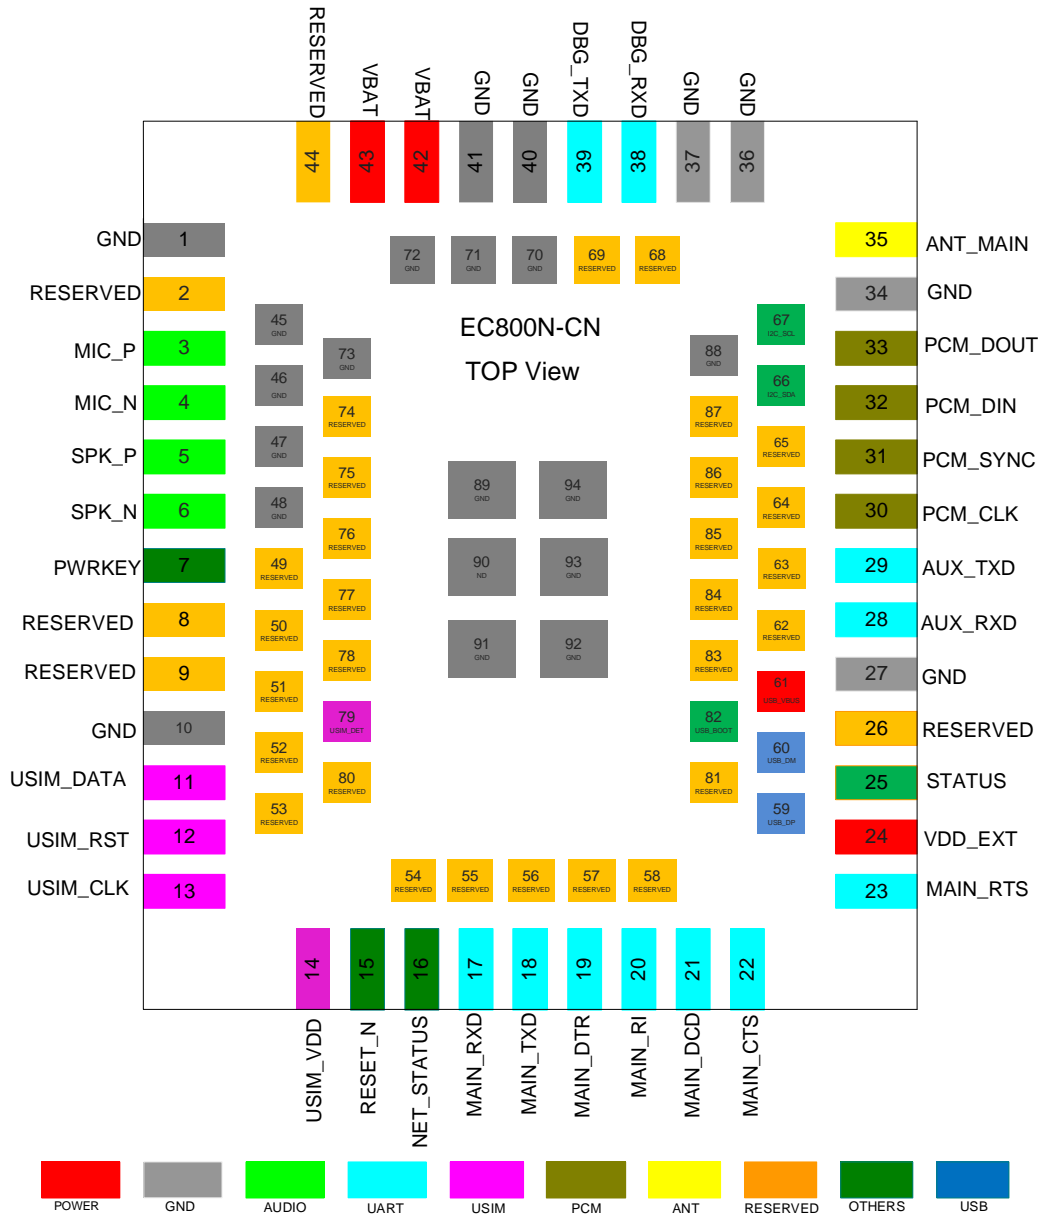 RESERVED
VBAT
VBAT
GND
GND
DBG_TXD
DBG_RXD
GND
GND
44
43
42
41
40
39
38
37
36
GND
1
RESERVED
2
MIC_P
3
MIC_N
4
SPK_P
5
SPK_N
6
PWRKEY
7
RESERVED
8
RESERVED
9
GND
10
USIM_DATA
11
USIM_RST
12
USIM_CLK
13
72
GND
71
GND
70
GND
69
RESERVED
68
RESERVED
EC800N-CN
TOP View
45
GND
46
GND
47
GND
48
GND
49
RESERVED
50
RESERVED
51
RESERVED
52
RESERVED
53
RESERVED
73
GND
74
RESERVED
75
RESERVED
76
RESERVED
77
RESERVED
78
RESERVED
79
USIM_DET
80
RESERVED
89
GND
94
GND
90
ND
93
GND
91
GND
92
GND
88
GND
87
RESERVED
86
RESERVED
85
RESERVED
84
RESERVED
83
RESERVED
82
USB_BOOT
81
RESERVED
67
I2C_SCL
66
I2C_SDA
65
RESERVED
64
RESERVED
63
RESERVED
62
RESERVED
61
USB_VBUS
60
USB_DM
59
USB_DP
54
RESERVED
55
RESERVED
56
RESERVED
57
RESERVED
58
RESERVED
35
ANT_MAIN
34
GND
33
PCM_DOUT
32
PCM_DIN
31
PCM_SYNC
30
PCM_CLK
29
AUX_TXD
28
AUX_RXD
27
GND
26
RESERVED
25
STATUS
24
VDD_EXT
23
MAIN_RTS
14
15
16
17
18
19
20
21
22
USIM_VDD
RESET_N
NET_STATUS
MAIN_RXD
MAIN_TXD
MAIN_DTR
MAIN_RI
MAIN_DCD
MAIN_CTS
POWER
GND
AUDIO
UART
USIM
PCM
ANT
RESERVED
OTHERS
USB